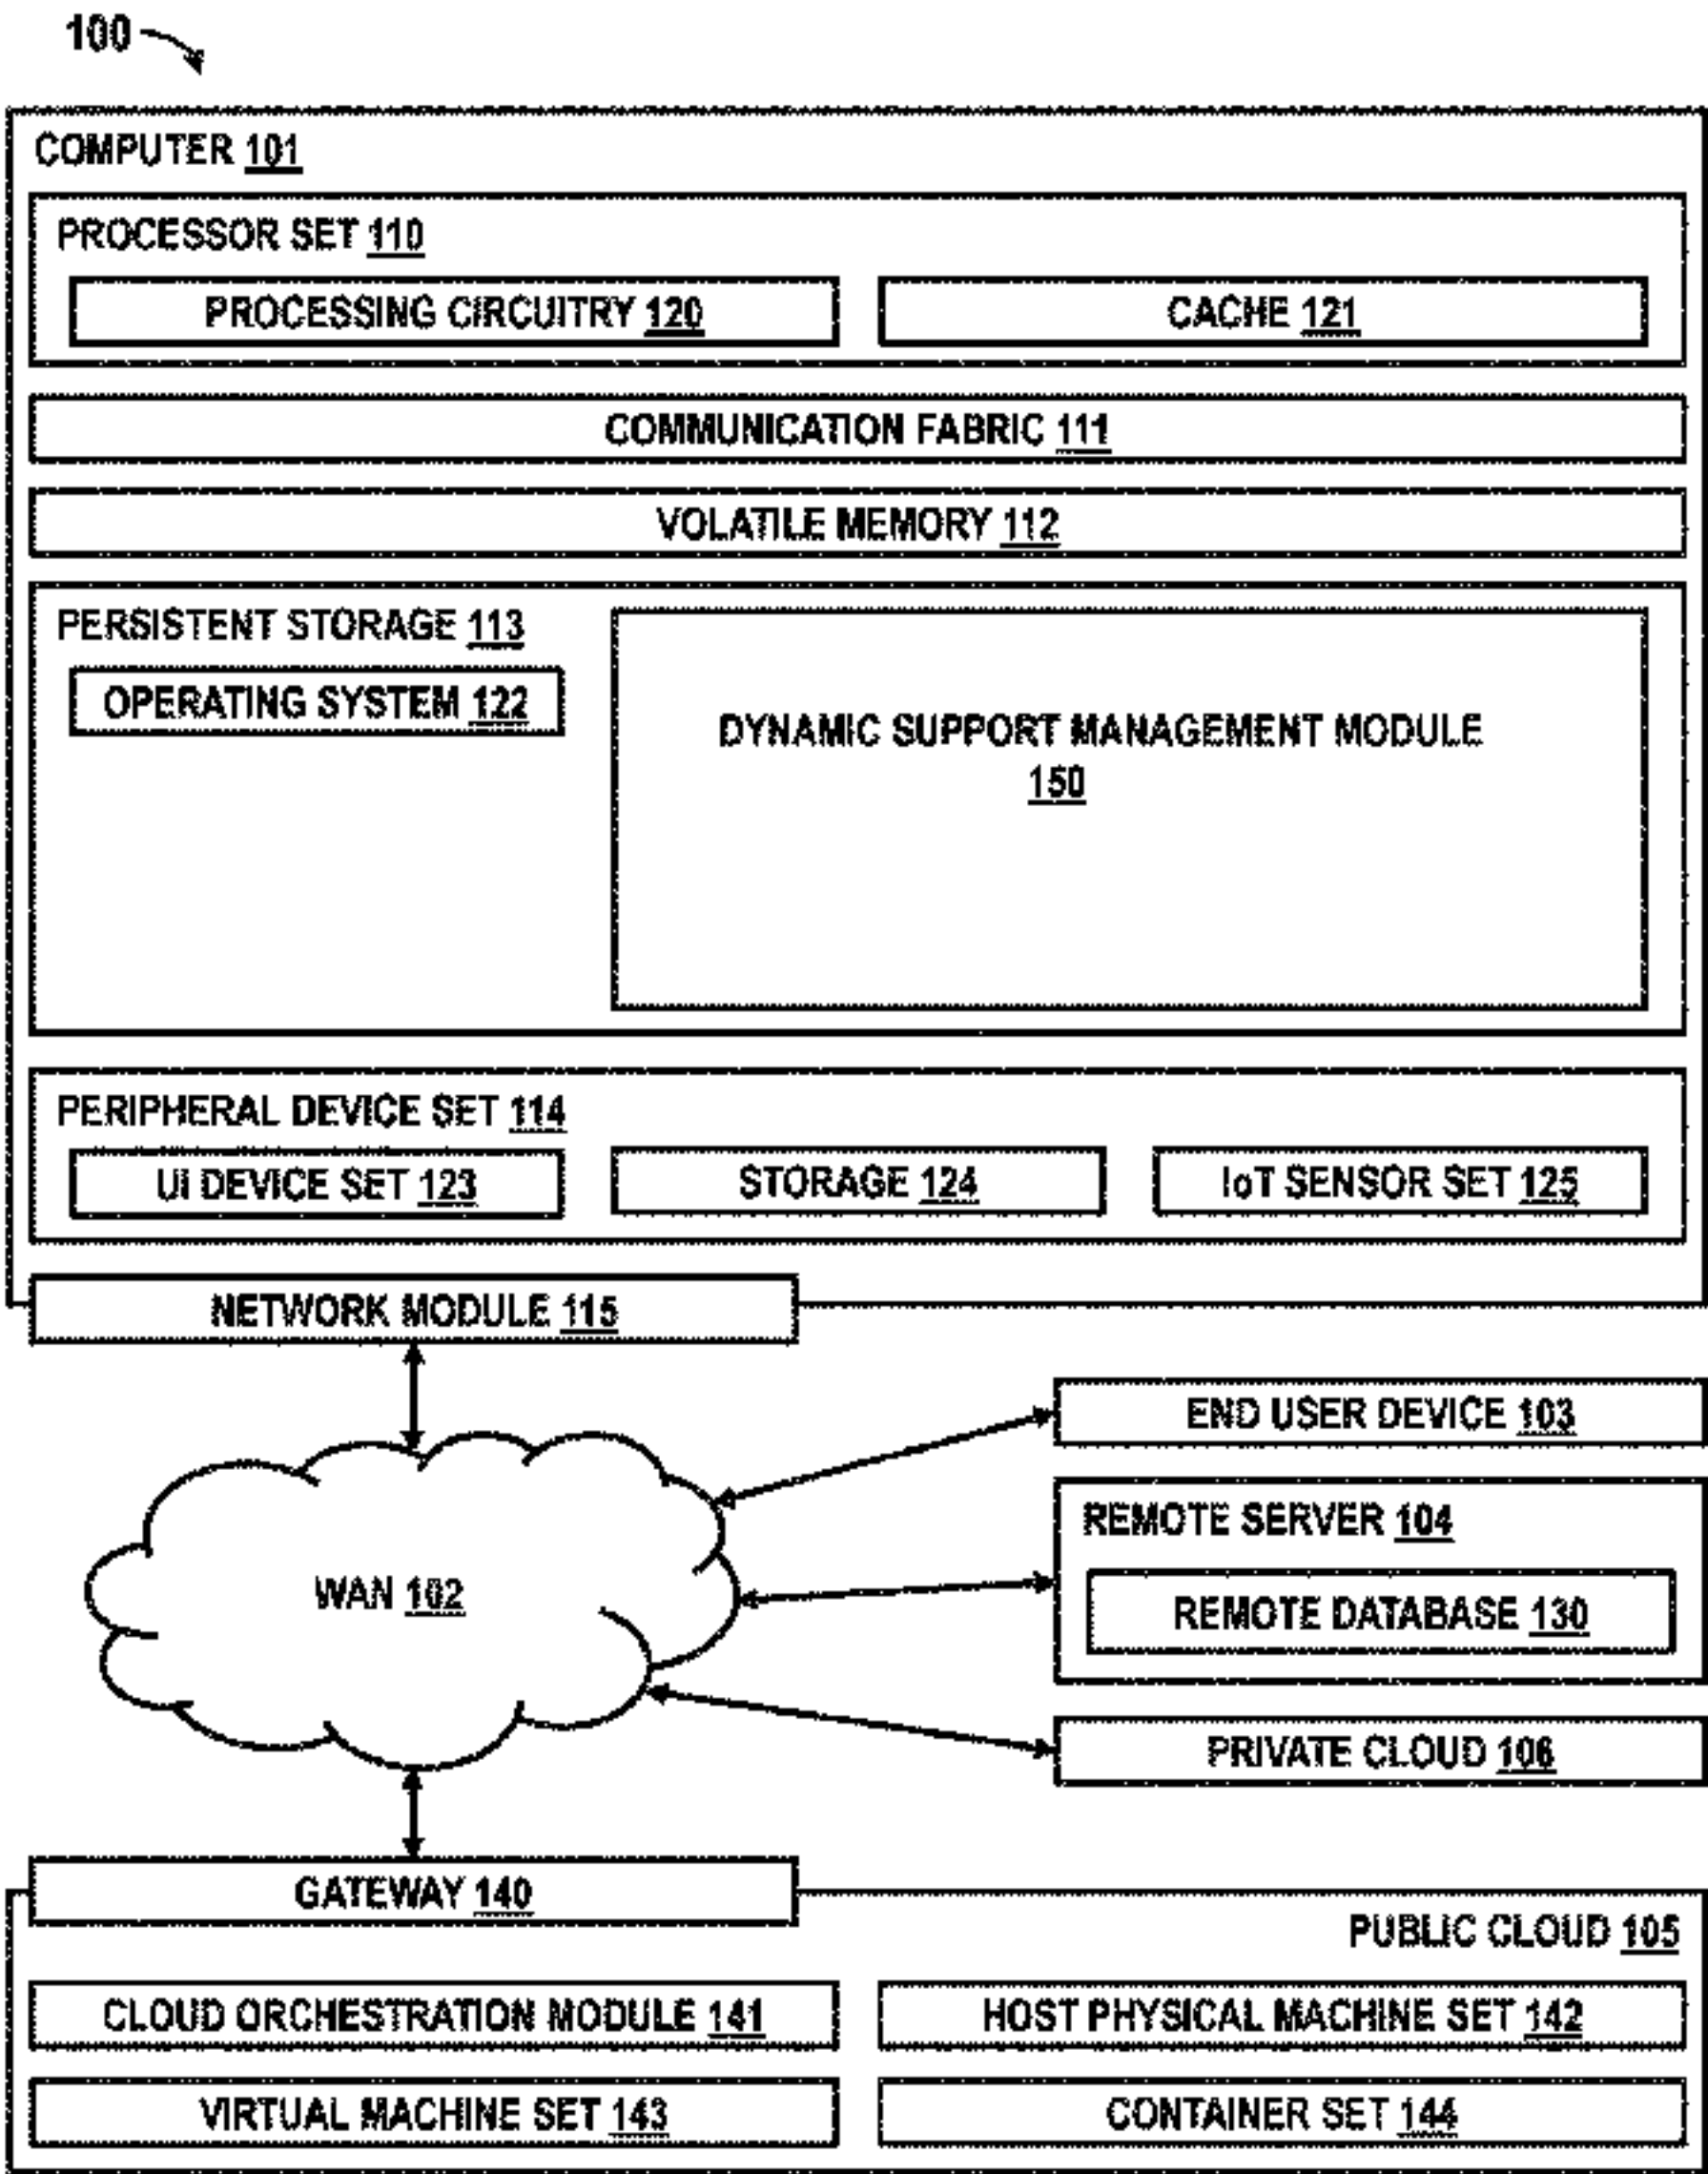 100
COMPUTER 101
PROCESSOR SET 110
PROCESSING CIRCUITRY 120
CACHE 121
COMMUNICATION FABRIC 111
VOLATILE MEMORY 112
PERSISTENT STORAGE 113
OPERATING SYSTEM 122
DYNAMIC SUPPORT MANAGEMENT MODULE
150
PERIPHERAL DEVICE SET 114
UI DEVICE SET 123
STORAGE 124
IoT SENSOR SET 125
NETWORK MODULE 115
END USER DEVICE 103
REMOTE SERVER 104
WAN 102
REMOTE DATABASE 130
PRIVATE CLOUD 106
GATEWAY 140
PUBLIC CLOUD 105
CLOUD ORCHESTRATION MODULE 141
HOST PHYSICAL MACHINE SET 142
VIRTUAL MACHINE SET 143
CONTAINER SET 144